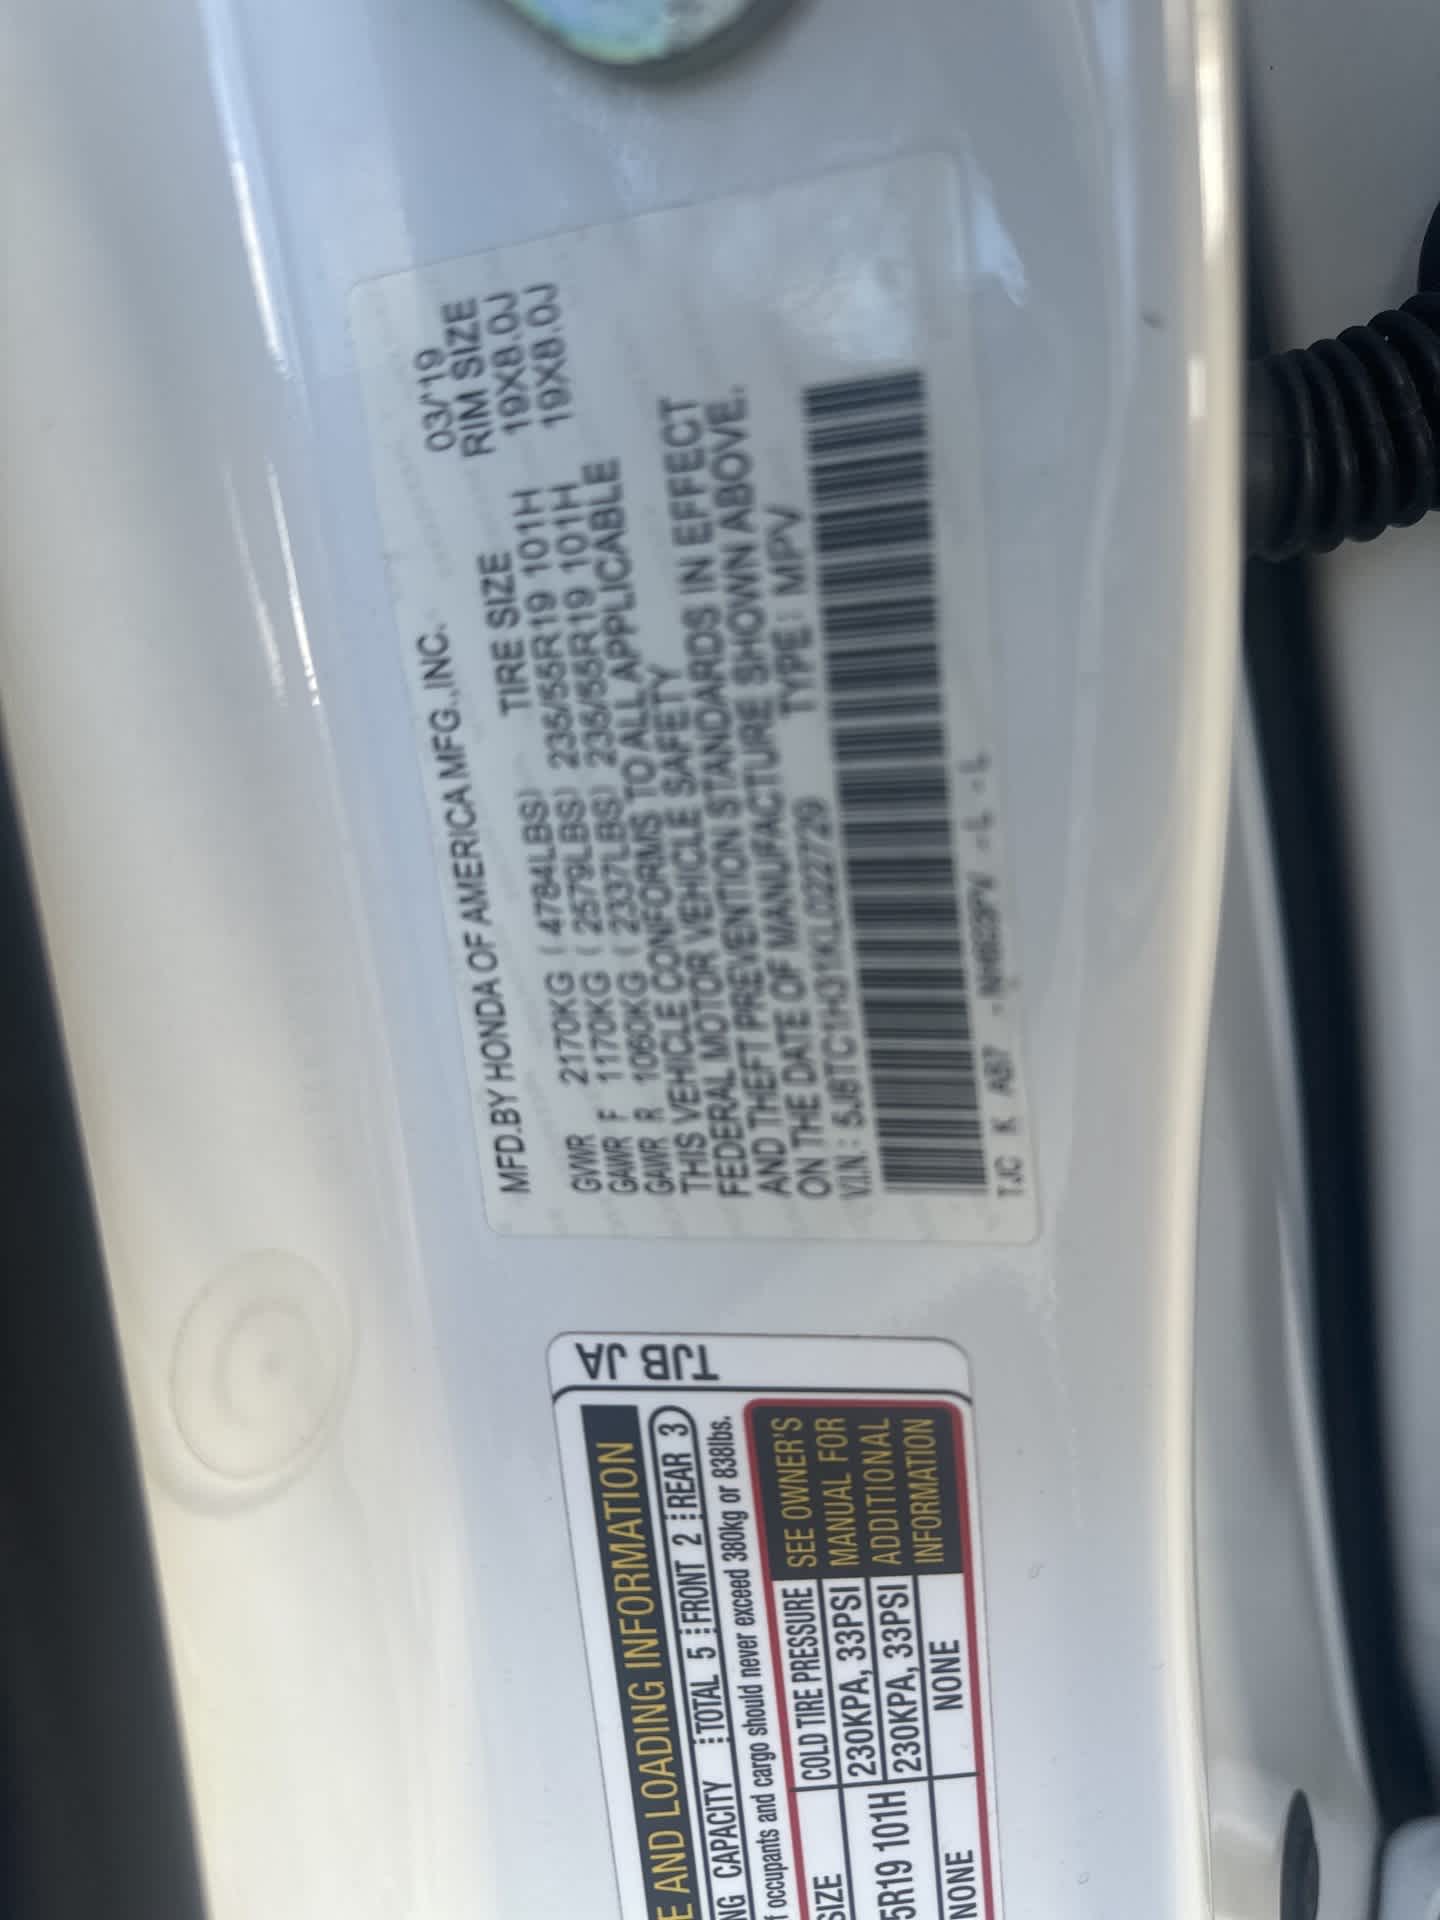 MFD.BY HONDA OF AMERICA MFG.,INC. 03/'19
TIRE SIZE RIM SIZE
GVWR 2170KG ( 4784LBS) 235/55R19 101H 19X8.0J
GAWR F 1170KG ( 2579LBS) 235/55R19 101H 19X8.0J
GAWR R 1060KG ( 2337LBS)
THIS VEHICLE CONFORMS TO ALL APPLICABLE
FEDERAL MOTOR VEHICLE SAFETY
AND THEFT PREVENTION STANDARDS IN EFFECT
ON THE DATE OF MANUFACTURE SHOWN ABOVE.
V.I.N: 5J8TC1H31KL022729 TYPE: MPV
TJC K AB7 -NH883PV -L -L
TJB JA
E AND LOADING INFORMATION
NG CAPACITY TOTAL 5 FRONT 2 REAR 3
f occupants and cargo should never exceed 380kg or 838lbs.
SIZE COLD TIRE PRESSURE
5R19 101H 230KPA, 33PSI
230KPA, 33PSI
NONE NONE
SEE OWNER'S
MANUAL FOR
ADDITIONAL
INFORMATION